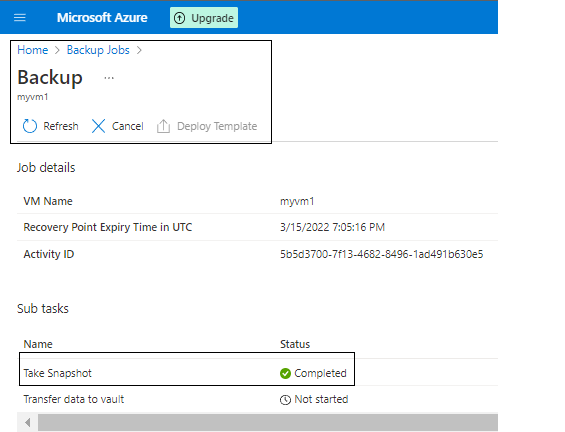 Microsoft Azure Upgrade
Home > Backup Jobs >
Backup ...
myvm1
Refresh Cancel Deploy Template
Job details
VM Name myvm1
Recovery Point Expiry Time in UTC 3/15/2022 7:05:16 PM
Activity ID 5b5d3700-7f13-4682-8496-1ad491b630e5
Sub tasks
Name Status
Take Snapshot Completed
Transfer data to vault Not started